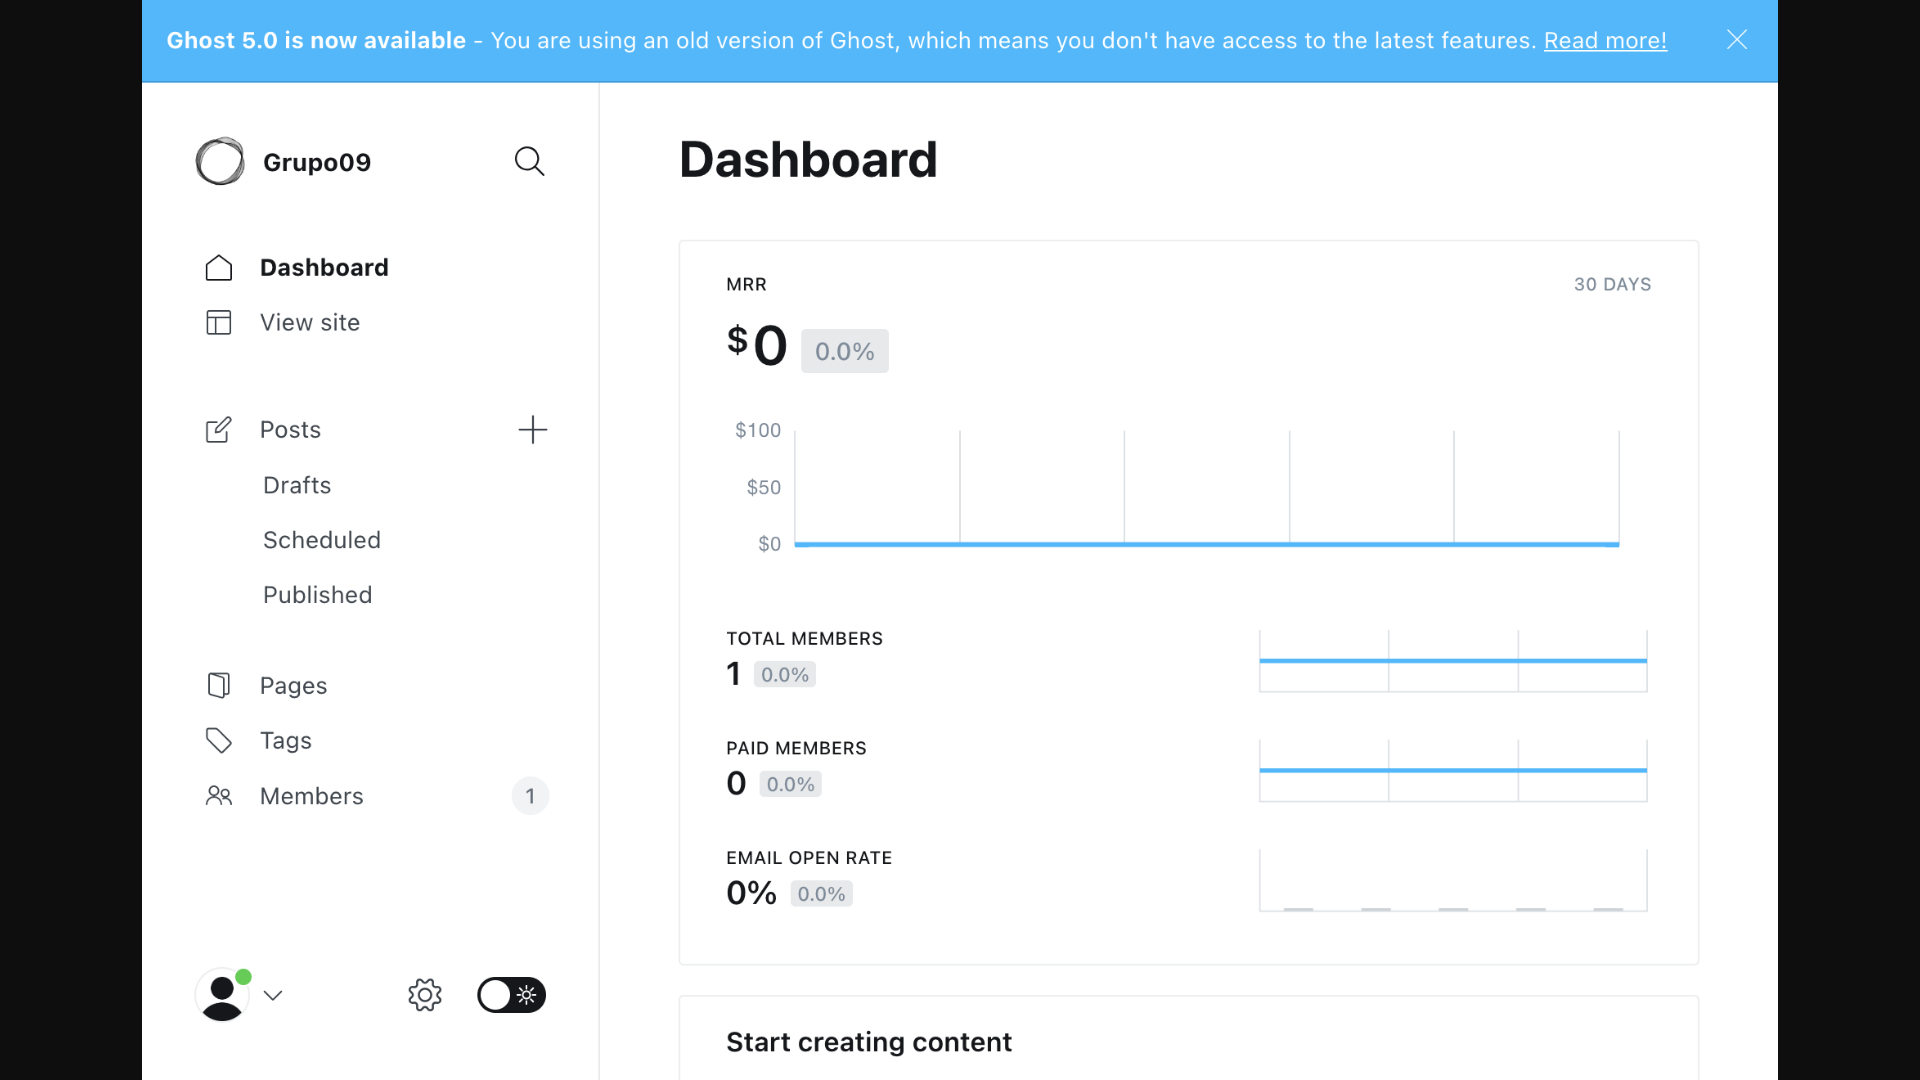 Ghost 5.0 is now available - You are using an old version of Ghost, which means you don't have access to the latest features. Read more!
Grupo09
Dashboard
View site
Posts
Drafts
Scheduled
Published
Pages
Tags
Members 1
Dashboard
MRR 30 DAYS
$0 0.0%
$100
$50
$0
TOTAL MEMBERS
1 0.0%
PAID MEMBERS
0 0.0%
EMAIL OPEN RATE
0% 0.0%
Start creating content